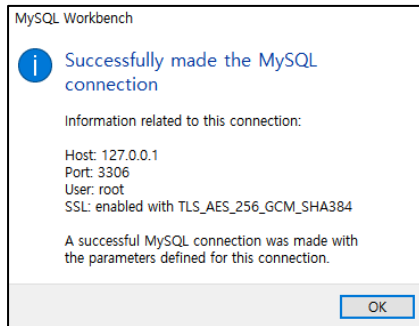 MySQL Workbench
Successfully made the MySQL
connection
Information related to this connection:
Host: 127.0.0.1
Port: 3306
User: root
SSL: enabled with TLS_AES_256_GCM_SHA384
A successful MySQL connection was made with
the parameters defined for this connection.
OK